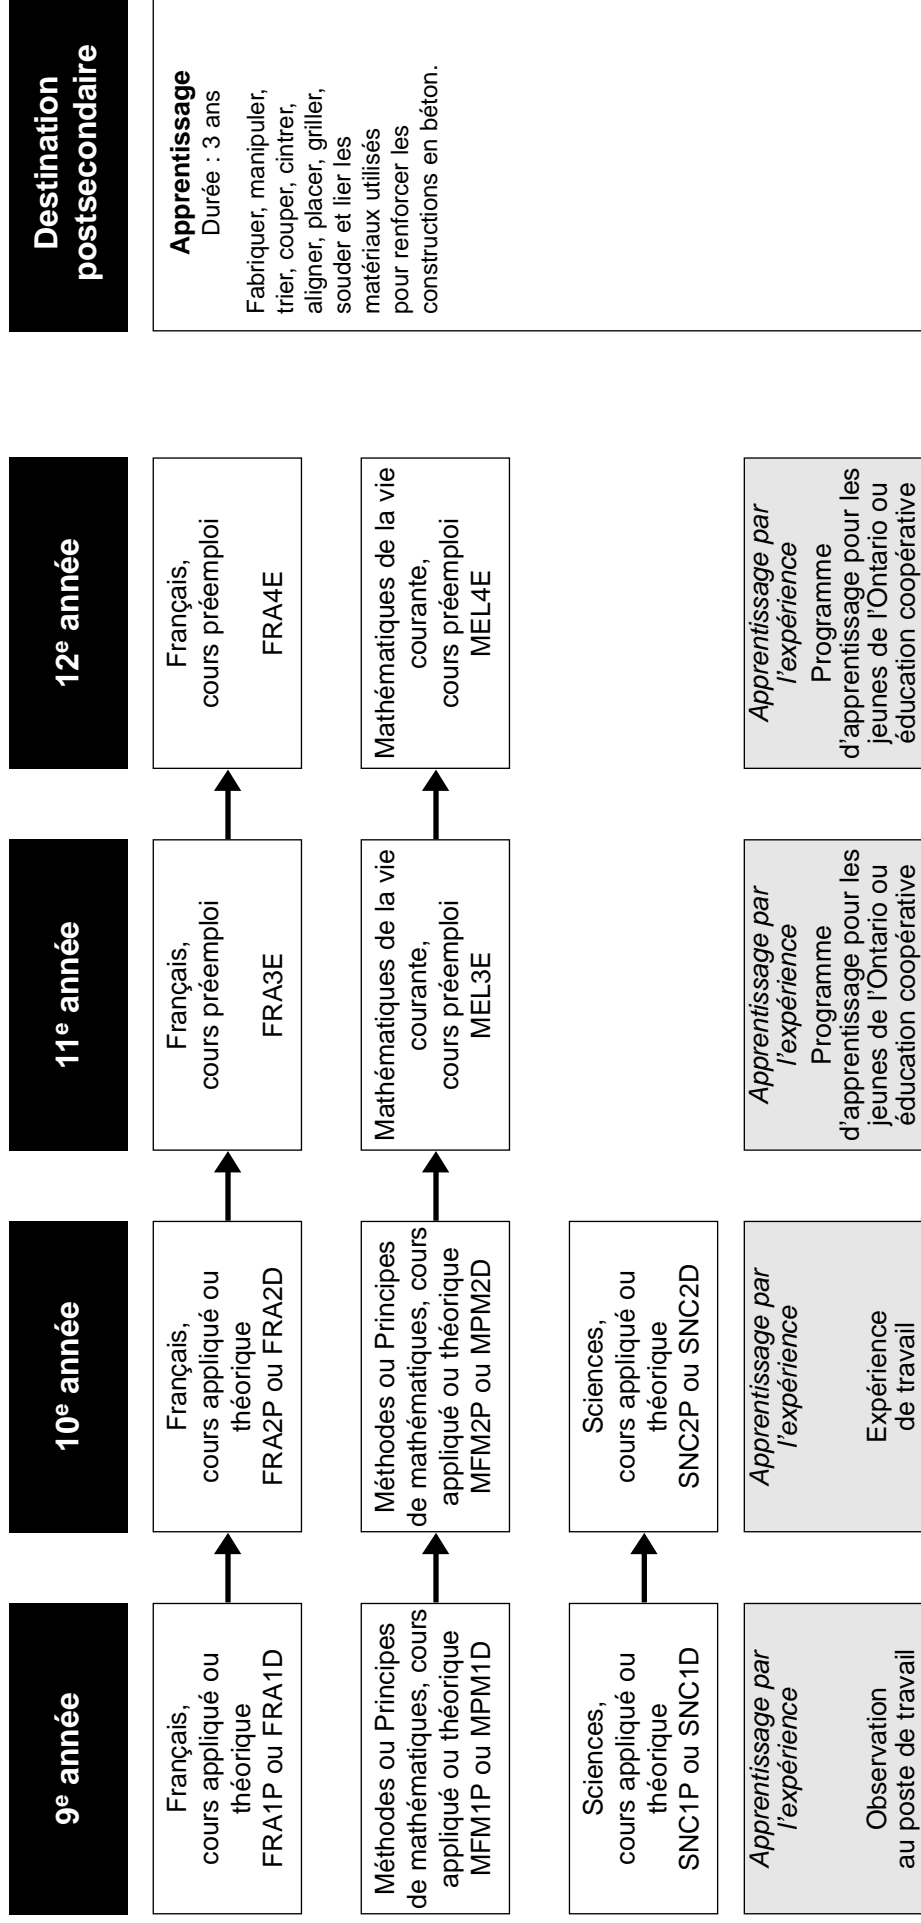 9e année
10e année
11e année
12e année
Destination
postsecondaire
Français,
cours appliqué ou
théorique
FRA1P ou FRA1D
Français,
cours appliqué ou
théorique
FRA2P ou FRA2D
Français,
cours préemploi
FRA3E
Français,
cours préemploi
FRA4E
Apprentissage
Durée : 3 ans
Fabriquer, manipuler,
trier, couper, cintrer,
aligner, placer, griller,
souder et lier les
matériaux utilisés
pour renforcer les
constructions en béton.
Méthodes ou Principes
de mathématiques, cours
appliqué ou théorique
MFM1P ou MPM1D
Méthodes ou Principes
de mathématiques, cours
appliqué ou théorique
MFM2P ou MPM2D
Mathématiques de la vie
courante,
cours préemploi
MEL3E
Mathématiques de la vie
courante,
cours préemploi
MEL4E
Sciences,
cours appliqué ou
théorique
SNC1P ou SNC1D
Sciences,
cours appliqué ou
théorique
SNC2P ou SNC2D
Apprentissage par
l'expérience
Observation
au poste de travail
Apprentissage par
l'expérience
Expérience
de travail
Apprentissage par
l'expérience
Programme
d'apprentissage pour les
jeunes de l'Ontario ou
éducation coopérative
Apprentissage par
l'expérience
Programme
d'apprentissage pour les
jeunes de l'Ontario ou
éducation coopérative